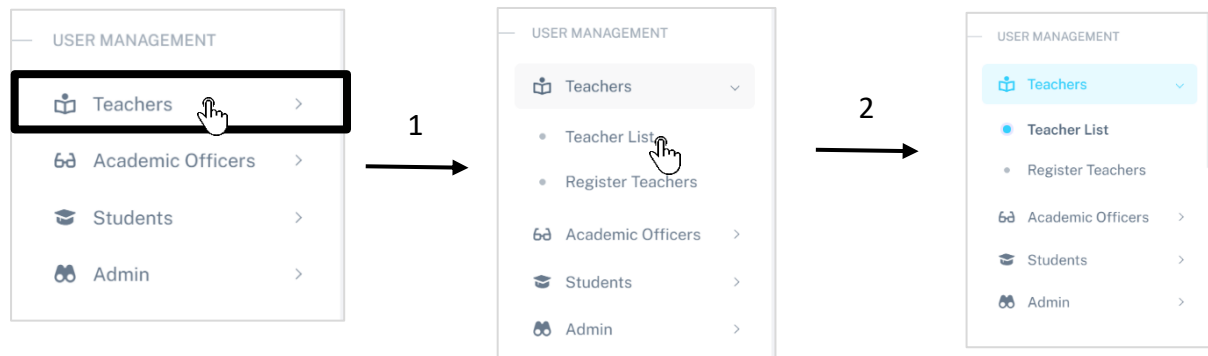 USER MANAGEMENT
Teachers
Academic Officers
Students
Admin
1
USER MANAGEMENT
Teachers
Teacher List
Register Teachers
Academic Officers
Students
Admin
2
USER MANAGEMENT
Teachers
Teacher List
Register Teachers
Academic Officers
Students
Admin